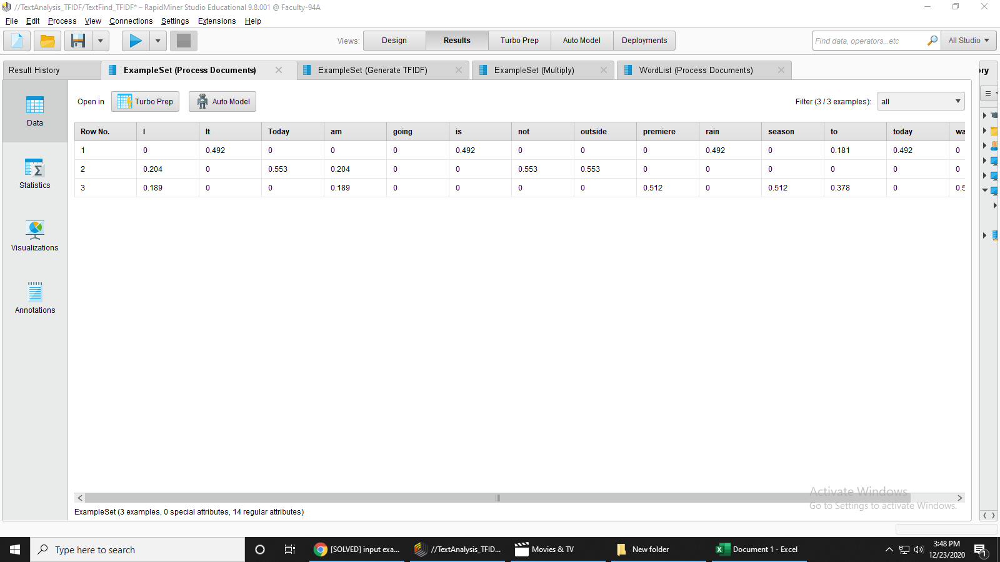 //TextAnalysis_TFIDF/TextFind_TFIDF* – RapidMiner Studio Educational 9.8.001 @ Faculty-94A
File Edit Process View Connections Settings Extensions Help
Views: Design Results Turbo Prep Auto Model Deployments Find data, operators...etc All Studio
Result History ExampleSet (Process Documents) ExampleSet (Generate TFIDF) ExampleSet (Multiply) WordList (Process Documents) ry
Open in Turbo Prep Auto Model Filter (3 / 3 examples): all
Data
Statistics
Visualizations
Annotations
Row No. I It Today am going is not outside premiere rain season to today wa
1 0 0.492 0 0 0 0.492 0 0 0 0.492 0 0.181 0.492 0
2 0.204 0 0.553 0.204 0 0 0.553 0.553 0 0 0 0 0 0
3 0.189 0 0 0.189 0 0 0 0 0.512 0 0.512 0.378 0 0.5
ExampleSet (3 examples, 0 special attributes, 14 regular attributes)
Activate Windows
Go to Settings to activate Windows.
Type here to search [SOLVED] input exa... //TextAnalysis_TFID... Movies & TV New folder Document 1 - Excel
3:48 PM
12/23/2020
1